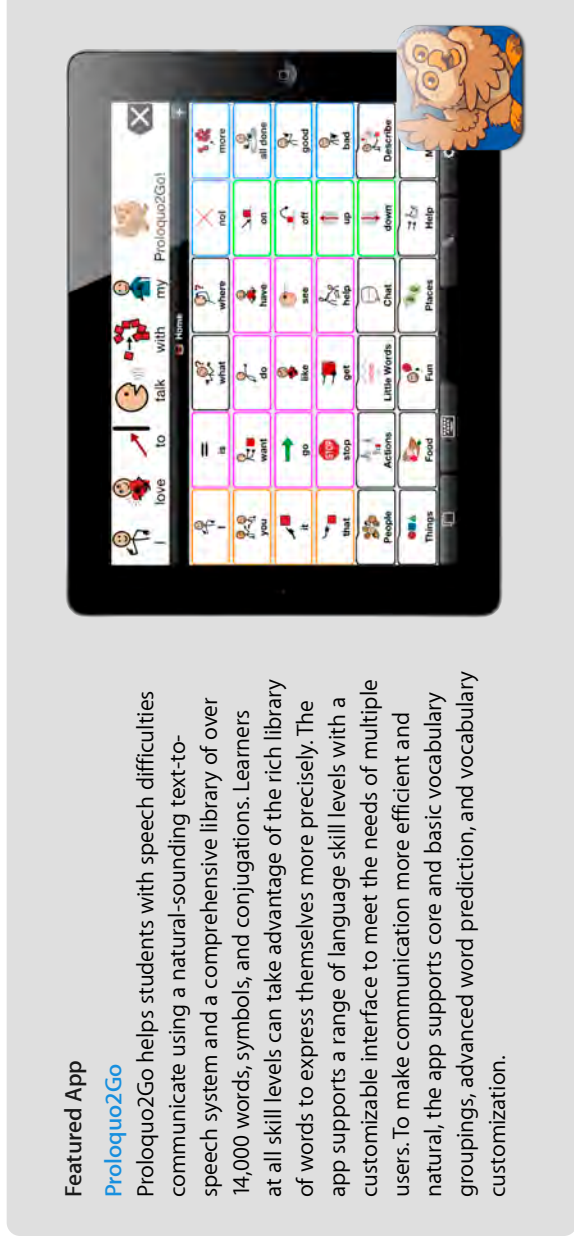 Featured App
Proloquo2Go
Proloquo2Go helps students with speech difficulties
communicate using a natural-sounding text-to-
speech system and a comprehensive library of over
14,000 words, symbols, and conjugations. Learners
at all skill levels can take advantage of the rich library
of words to express themselves more precisely. The
app supports a range of language skill levels with a
customizable interface to meet the needs of multiple
users. To make communication more efficient and
natural, the app supports core and basic vocabulary
groupings, advanced word prediction, and vocabulary
customization.
I love to talk with my Proloquo2Go!
Home
I is what where not more
you want do have on all done
it go like see off good
that STOP stop get help up bad
People Actions Little Words Chat down Describe
Things Food Fun Places Help